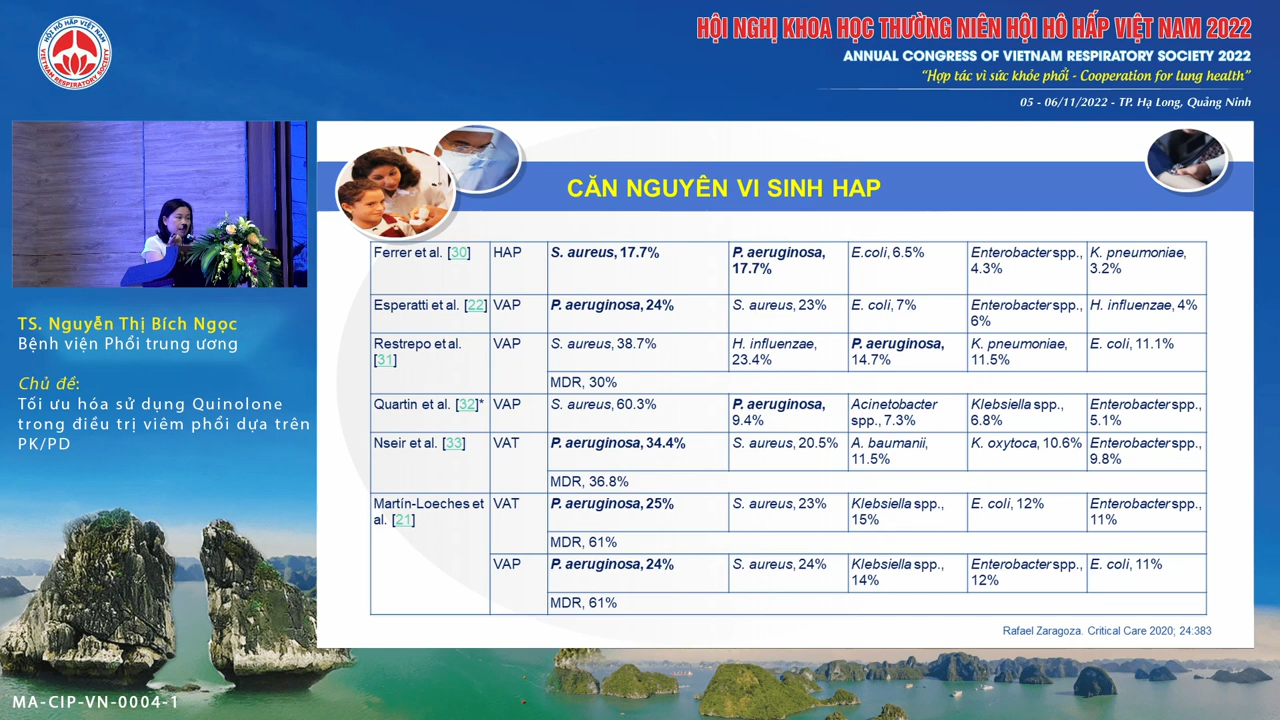 HỘI HÔ HẤP VIỆT NAM
VIETNAM RESPIRATORY SOCIETY
HỘI NGHỊ KHOA HỌC THƯỜNG NIÊN HỘI HÔ HẤP VIỆT NAM 2022
ANNUAL CONGRESS OF VIETNAM RESPIRATORY SOCIETY 2022
“Hợp tác vì sức khỏe phổi - Cooperation for lung health”
05 - 06/11/2022 - TP. Hạ Long, Quảng Ninh
TS. Nguyễn Thị Bích Ngọc
Bệnh viện Phổi trung ương
Chủ đề:
Tối ưu hóa sử dụng Quinolone
trong điều trị viêm phổi dựa trên
PK/PD
CĂN NGUYÊN VI SINH HAP
Ferrer et al. [30] HAP S. aureus, 17.7% P. aeruginosa, 17.7% E.coli, 6.5% Enterobacter spp., 4.3% K. pneumoniae, 3.2%
Esperatti et al. [22] VAP P. aeruginosa, 24% S. aureus, 23% E. coli, 7% Enterobacter spp., 6% H. influenzae, 4%
Restrepo et al. [31] VAP S. aureus, 38.7% H. influenzae, 23.4% P. aeruginosa, 14.7% K. pneumoniae, 11.5% E. coli, 11.1%
MDR, 30%
Quartin et al. [32]* VAP S. aureus, 60.3% P. aeruginosa, 9.4% Acinetobacter spp., 7.3% Klebsiella spp., 6.8% Enterobacter spp., 5.1%
Nseir et al. [33] VAT P. aeruginosa, 34.4% S. aureus, 20.5% A. baumanii, 11.5% K. oxytoca, 10.6% Enterobacter spp., 9.8%
MDR, 36.8%
Martín-Loeches et al. [21] VAT P. aeruginosa, 25% S. aureus, 23% Klebsiella spp., 15% E. coli, 12% Enterobacter spp., 11%
MDR, 61%
VAP P. aeruginosa, 24% S. aureus, 24% Klebsiella spp., 14% Enterobacter spp., 12% E. coli, 11%
MDR, 61%
Rafael Zaragoza. Critical Care 2020; 24:383
MA-CIP-VN-0004-1